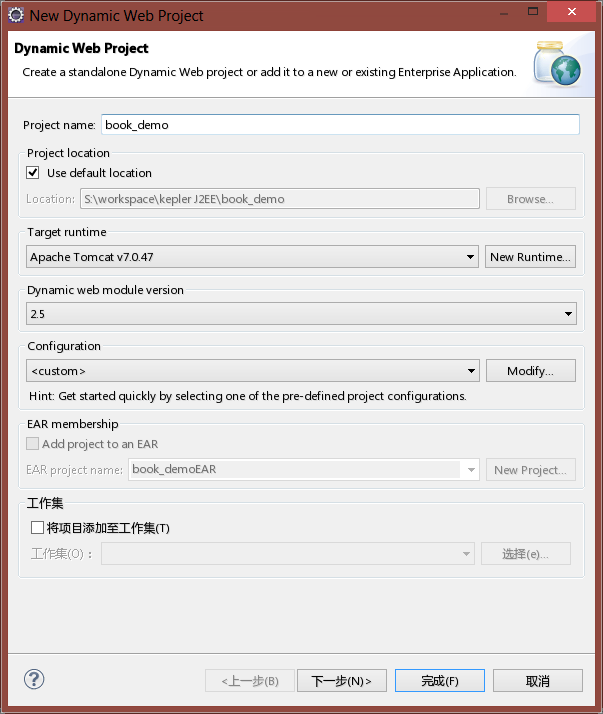 New Dynamic Web Project
Dynamic Web Project
Create a standalone Dynamic Web project or add it to a new or existing Enterprise Application.
Project name: book_demo
Project location
Use default location
Location: S:\workspace\kepler J2EE\book_demo Browse...
Target runtime
Apache Tomcat v7.0.47 New Runtime...
Dynamic web module version
2.5
Configuration
<custom> Modify...
Hint: Get started quickly by selecting one of the pre-defined project configurations.
EAR membership
Add project to an EAR
EAR project name: book_demoEAR New Project...
工作集
将项目添加至工作集(T)
工作集(O)： 选择(e)...
? <上一步(B) 下一步(N)> 完成(F) 取消